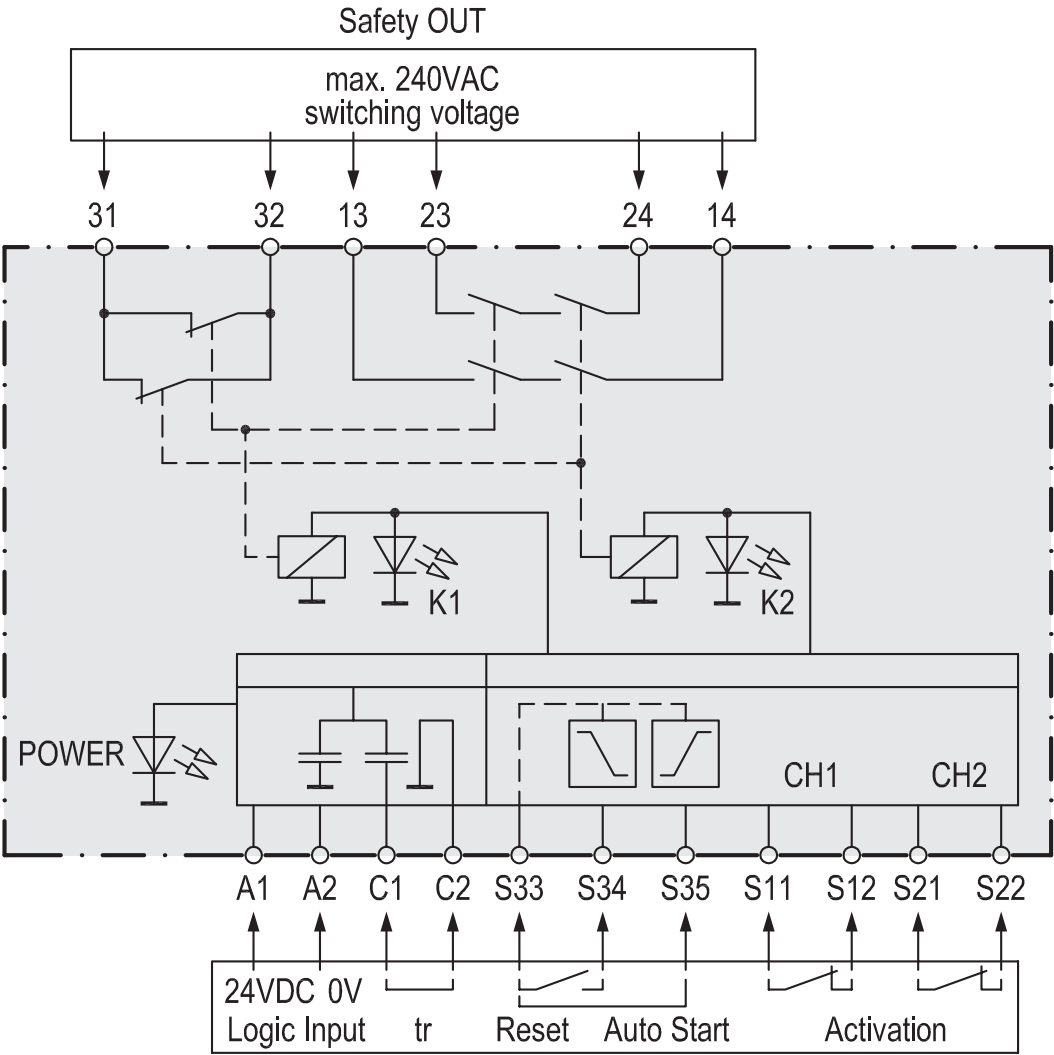 Safety OUT
max. 240VAC
switching voltage
31 32 13 23 24 14
K1 K2
POWER
CH1 CH2
A1 A2 C1 C2 S33 S34 S35 S11 S12 S21 S22
24VDC 0V
Logic Input tr Reset Auto Start Activation